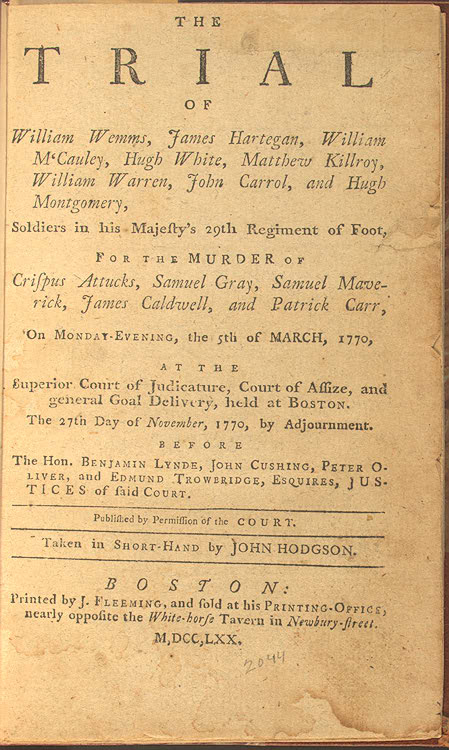 THE
TRIAL
OF
William Wemms, James Hartegan, William
McCauley, Hugh White, Matthew Killroy,
William Warren, John Carrol, and Hugh
Montgomery,
Soldiers in his Majeſty's 29th Regiment of Foot,
FOR THE MURDER OF
Criſpus Attucks, Samuel Gray, Samuel Mave-
rick, James Caldwell, and Patrick Carr,
On MONDAY-EVENING, the 5th of MARCH, 1770,
AT THE
Superior Court of Judicature, Court of Aſſize, and
general Goal Delivery, held at BOSTON.
The 27th Day of November, 1770, by Adjournment.
BEFORE
The Hon. BENJAMIN LYNDE, JOHN CUSHING, PETER O-
LIVER, and EDMUND TROWBRIDGE, ESQUIRES, JUS-
TICES of ſaid COURT.
Publiſhed by Permiſſion of the COURT.
Taken in SHORT-HAND by JOHN HODGSON.
BOSTON:
Printed by J. FLEEMING, and ſold at his PRINTING-OFFICE,
nearly oppoſite the White-horſe Tavern in Newbury-ſtreet.
M,DCC,LXX.
2044